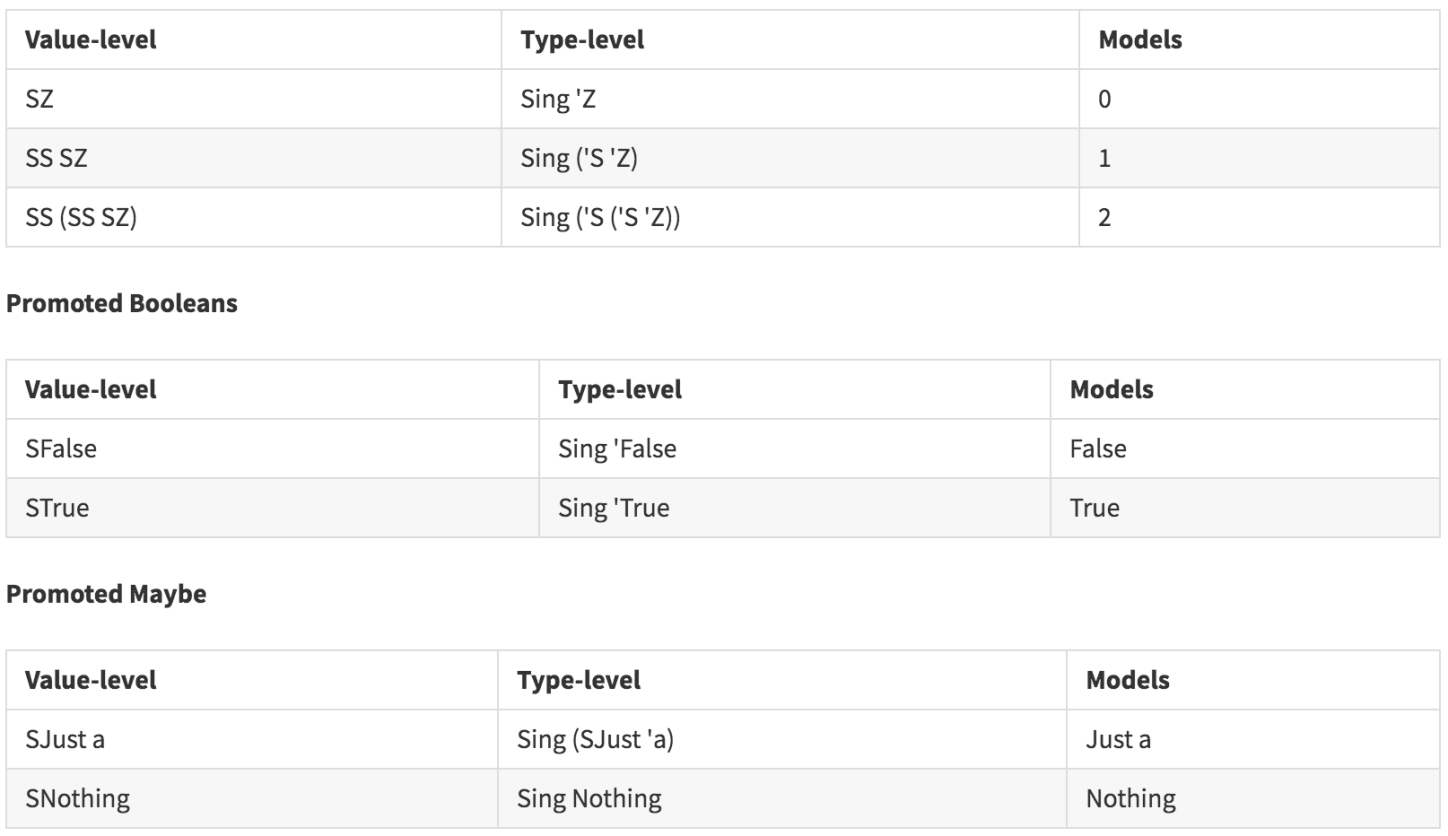 Value-level Type-level Models
SZ Sing 'Z 0
SS SZ Sing ('S 'Z) 1
SS (SS SZ) Sing ('S ('S 'Z)) 2
Promoted Booleans
Value-level Type-level Models
SFalse Sing 'False False
STrue Sing 'True True
Promoted Maybe
Value-level Type-level Models
SJust a Sing (SJust 'a) Just a
SNothing Sing Nothing Nothing